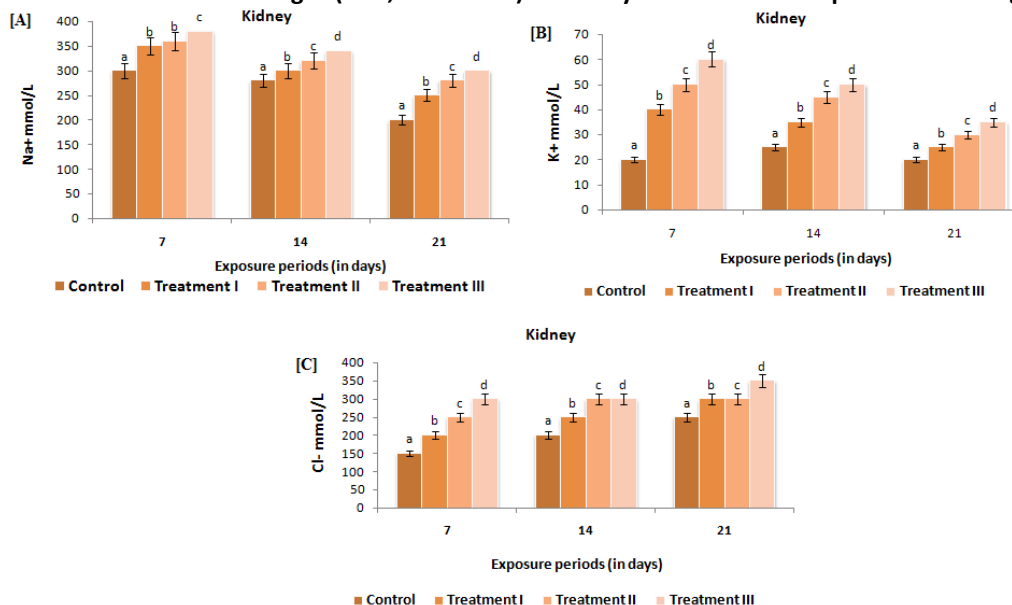 Kidney
[A]
400
350
300
250
200
150
100
50
0
Na+ mmol/L
a b b c
a b c d
a b c d
7 14 21
Exposure periods (in days)
Control Treatment I Treatment II Treatment III
Kidney
[B]
70
60
50
40
30
20
10
0
K+ mmol/L
a b c d
a b c d
a b c d
7 14 21
Exposure periods (in days)
Control Treatment I Treatment II Treatment III
Kidney
[C]
400
350
300
250
200
150
100
50
0
Cl- mmol/L
a b c d
a b c d
a b c d
7 14 21
Exposure periods (in days)
Control Treatment I Treatment II Treatment III